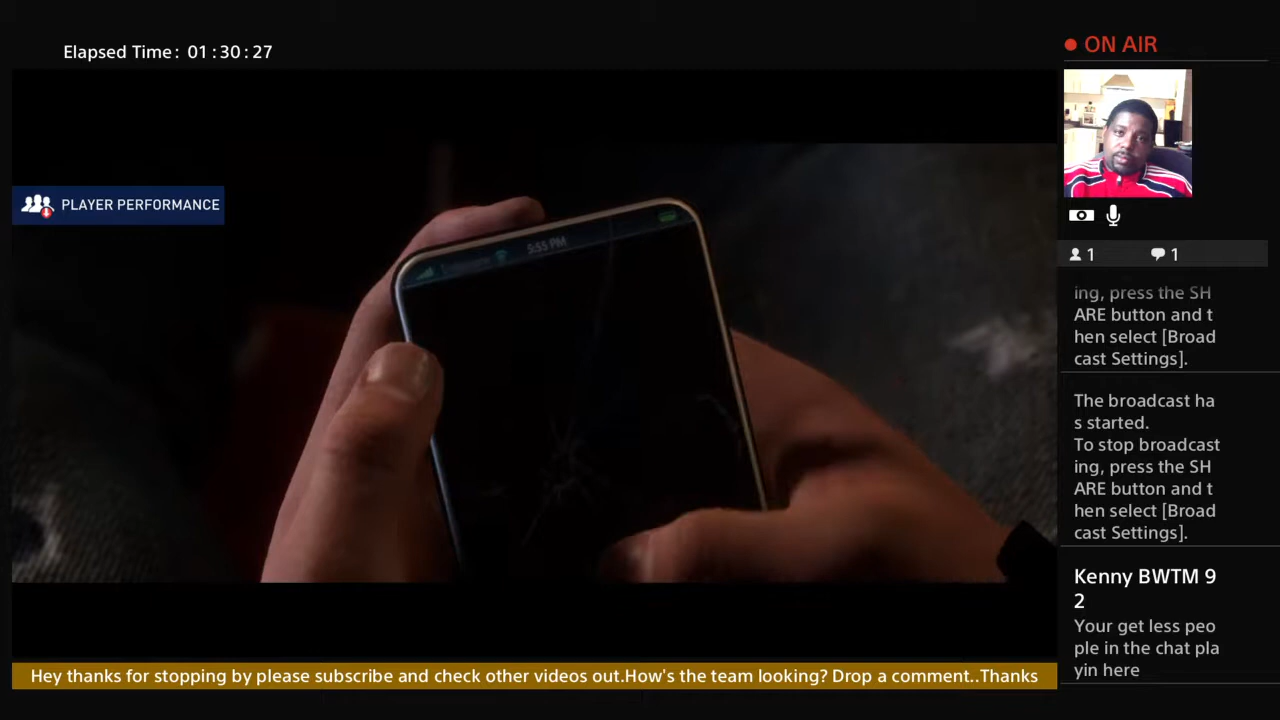 Elapsed Time: 01:30:27
ON AIR
PLAYER PERFORMANCE
5:55 PM
1
1
ing, press the SH
ARE button and t
hen select [Broad
cast Settings].
The broadcast ha
s started.
To stop broadcast
ing, press the SH
ARE button and t
hen select [Broad
cast Settings].
Kenny BWTM 9
2
Your get less peo
ple in the chat pla
yin here
Hey thanks for stopping by please subscribe and check other videos out.How's the team looking? Drop a comment..Thanks